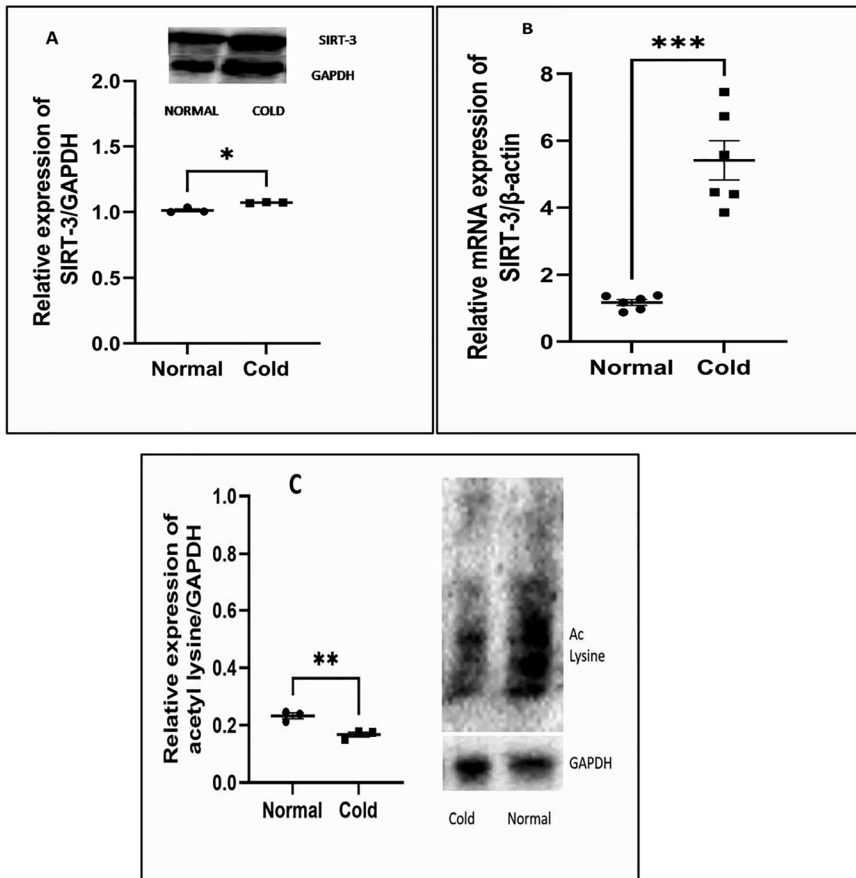 A
SIRT-3
GAPDH
NORMAL COLD
Relative expression of
SIRT-3/GAPDH
2.0
1.5
1.0
0.5
0.0
*
Normal Cold
B
Relative mRNA expression of
SIRT-3/β-actin
8
6
4
2
0
***
Normal Cold
C
Relative expression of
acetyl lysine/GAPDH
1.0
0.8
0.6
0.4
0.2
0.0
**
Normal Cold
Ac
Lysine
GAPDH
Cold Normal